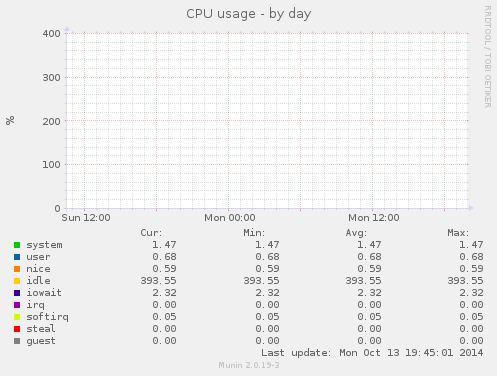 CPU usage - by day
RRDTOOL / TOBI OETIKER
%
400
300
200
100
0
Sun 12:00 Mon 00:00 Mon 12:00
Cur: Min: Avg: Max:
system 1.47 1.47 1.47 1.47
user 0.68 0.68 0.68 0.68
nice 0.59 0.59 0.59 0.59
idle 393.55 393.55 393.55 393.55
iowait 2.32 2.32 2.32 2.32
irq 0.00 0.00 0.00 0.00
softirq 0.05 0.05 0.05 0.05
steal 0.00 0.00 0.00 0.00
guest 0.00 0.00 0.00 0.00
Last update: Mon Oct 13 19:45:01 2014
Munin 2.0.19-3